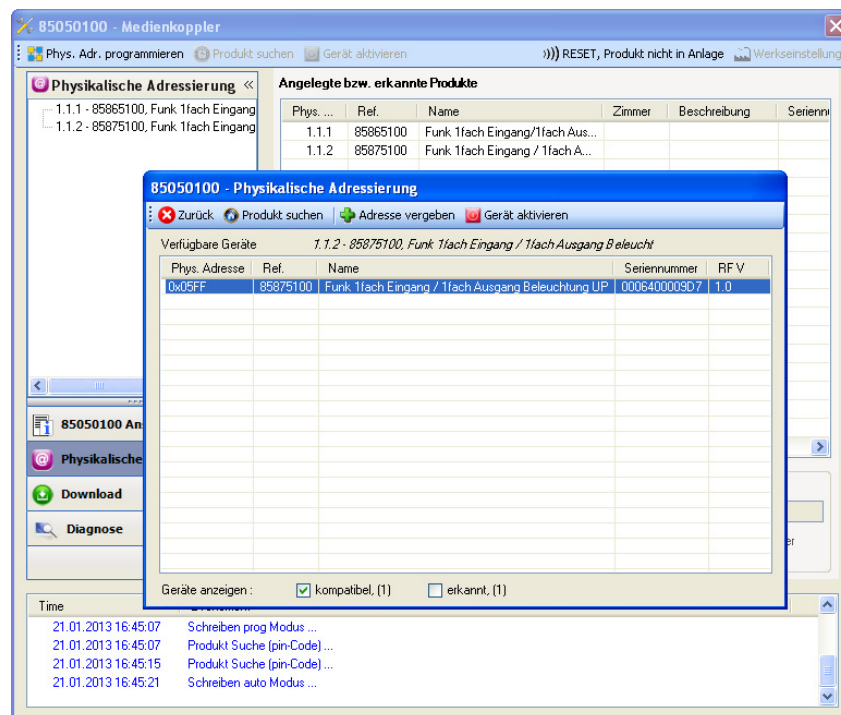 85050100 - Medienkoppler
Phys. Adr. programmieren Produkt suchen Gerät aktivieren RESET, Produkt nicht in Anlage Werkseinstellung
Physikalische Adressierung
1.1.1 - 85865100, Funk 1fach Eingang
1.1.2 - 85875100, Funk 1fach Eingang
Angelegte bzw. erkannte Produkte
Phys. ... Ref. Name Zimmer Beschreibung
1.1.1 85865100 Funk 1fach Eingang/1fach Aus...
1.1.2 85875100 Funk 1fach Eingang / 1fach A...
85050100 - Physikalische Adressierung
Zurück Produkt suchen Adresse vergeben Gerät aktivieren
Verfügbare Geräte 1.1.2 - 85875100, Funk 1fach Eingang / 1fach Ausgang Beleucht
Phys. Adresse Ref. Name Seriennummer RF V
0x05FF 85875100 Funk 1fach Eingang / 1fach Ausgang Beleuchtung UP 0006400009D7 1.0
Geräte anzeigen : kompatibel, (1) erkannt, (1)
85050100 An
Physikalische
Download
Diagnose
Time
21.01.2013 16:45:07 Schreiben prog Modus ...
21.01.2013 16:45:07 Produkt Suche (pin-Code) ...
21.01.2013 16:45:15 Produkt Suche (pin-Code) ...
21.01.2013 16:45:21 Schreiben auto Modus ...